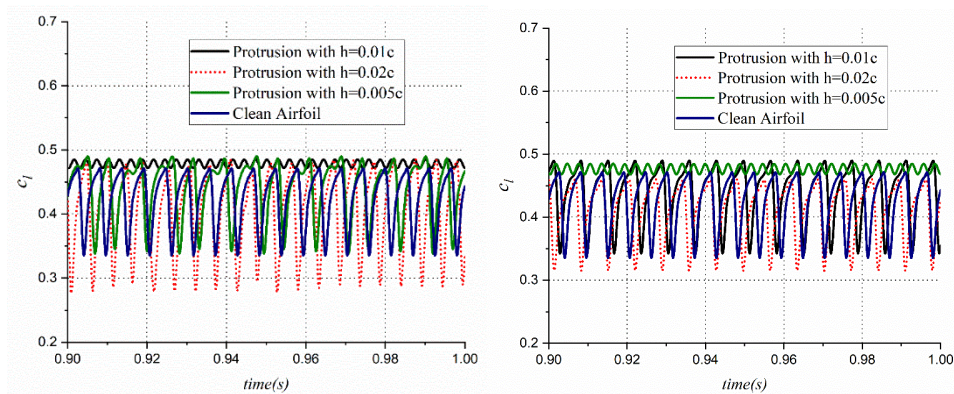 0.7
0.6
0.5
0.4
0.3
0.2
c_l
Protrusion with h=0.01c
Protrusion with h=0.02c
Protrusion with h=0.005c
Clean Airfoil
0.90 0.92 0.94 0.96 0.98 1.00
time(s)
0.7
0.6
0.5
0.4
0.3
0.2
c_l
Protrusion with h=0.01c
Protrusion with h=0.02c
Protrusion with h=0.005c
Clean Airfoil
0.90 0.92 0.94 0.96 0.98 1.00
time(s)